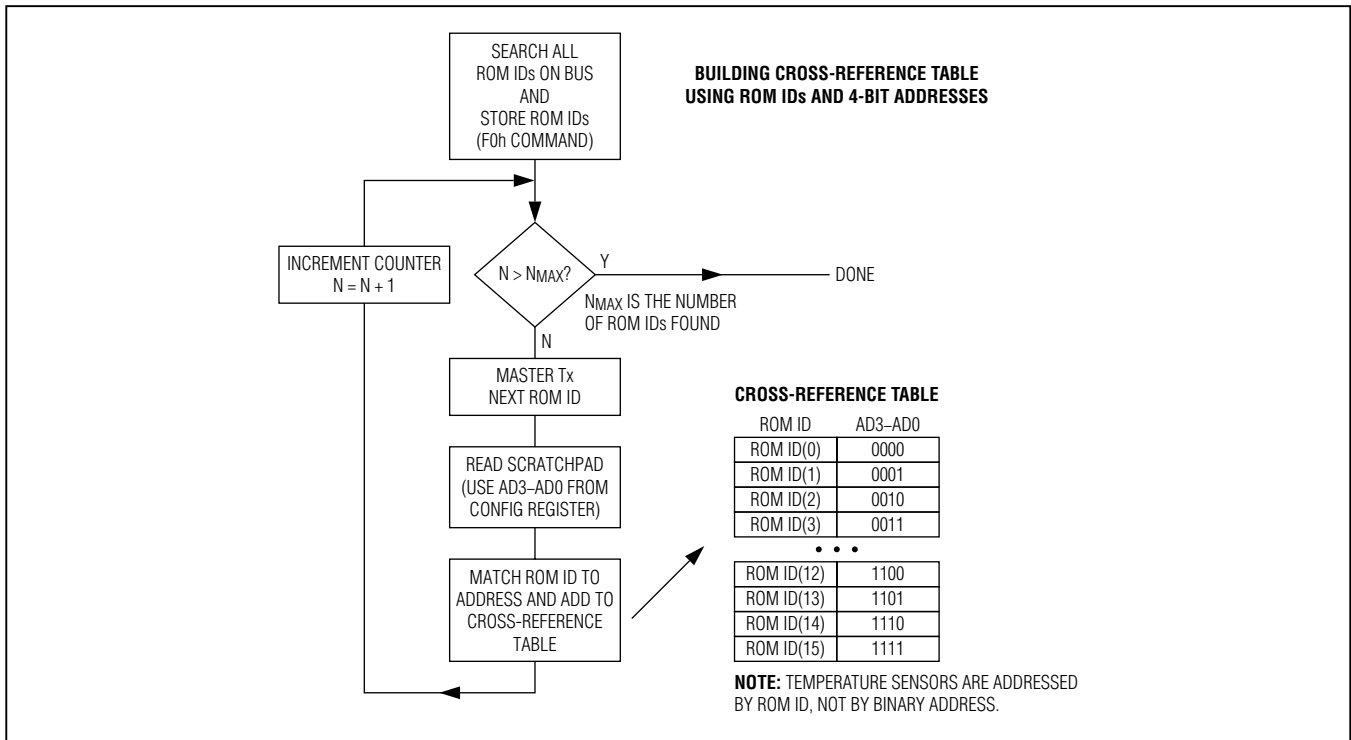 SEARCH ALL
ROM IDs ON BUS
AND
STORE ROM IDs
(F0h COMMAND)
BUILDING CROSS-REFERENCE TABLE
USING ROM IDs AND 4-BIT ADDRESSES
INCREMENT COUNTER
N = N + 1
N > NMAX?
Y
DONE
NMAX IS THE NUMBER
OF ROM IDs FOUND
N
MASTER Tx
NEXT ROM ID
READ SCRATCHPAD
(USE AD3–AD0 FROM
CONFIG REGISTER)
MATCH ROM ID TO
ADDRESS AND ADD TO
CROSS-REFERENCE
TABLE
CROSS-REFERENCE TABLE
ROM ID AD3–AD0
ROM ID(0) 0000
ROM ID(1) 0001
ROM ID(2) 0010
ROM ID(3) 0011
• • •
ROM ID(12) 1100
ROM ID(13) 1101
ROM ID(14) 1110
ROM ID(15) 1111
NOTE: TEMPERATURE SENSORS ARE ADDRESSED
BY ROM ID, NOT BY BINARY ADDRESS.